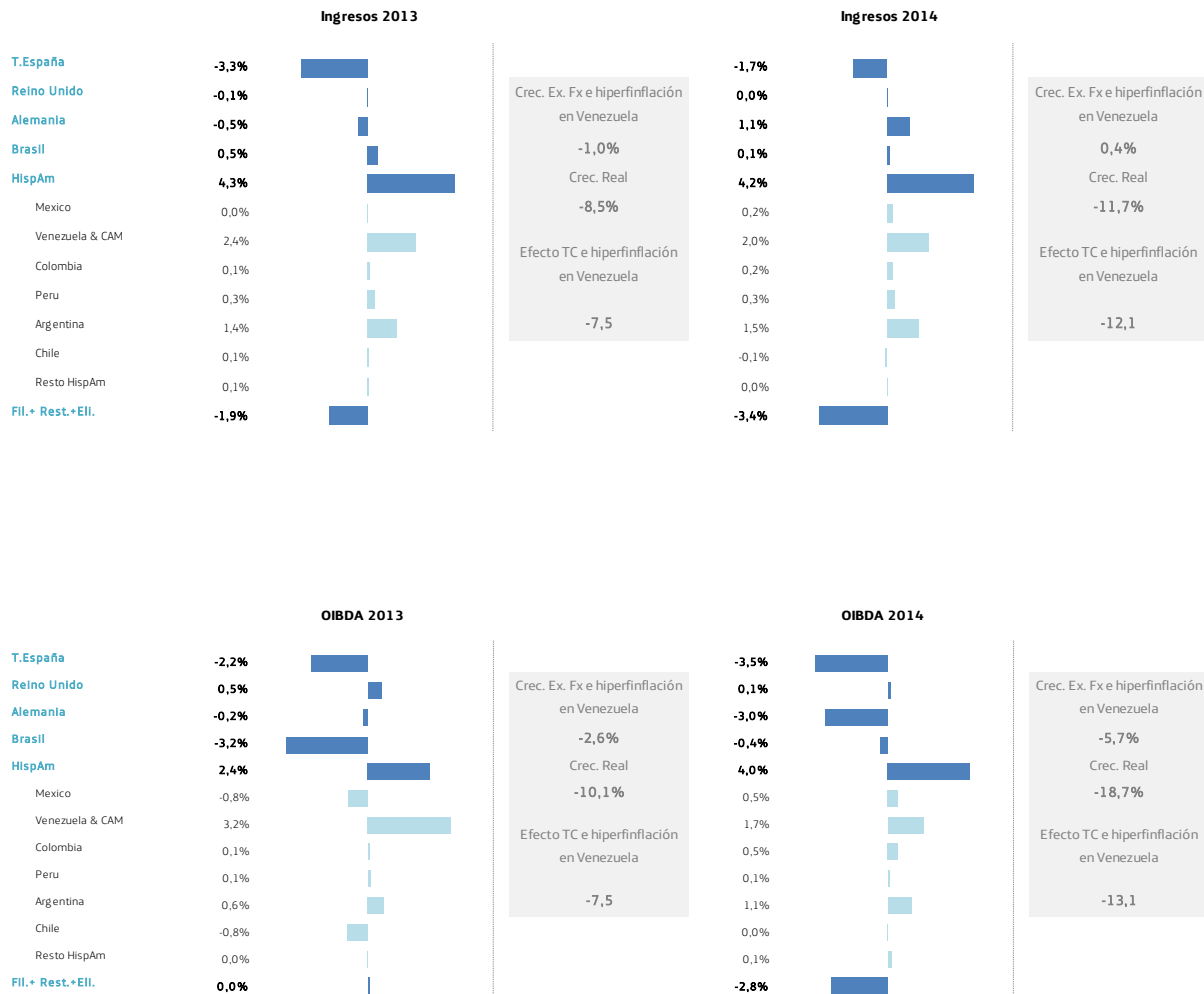 Ingresos 2013
Ingresos 2014
T.España -3,3% -1,7%
Reino Unido -0,1% 0,0%
Alemania -0,5% 1,1%
Brasil 0,5% 0,1%
HispAm 4,3% 4,2%
Mexico 0,0% 0,2%
Venezuela & CAM 2,4% 2,0%
Colombia 0,1% 0,2%
Peru 0,3% 0,3%
Argentina 1,4% 1,5%
Chile 0,1% -0,1%
Resto HispAm 0,1% 0,0%
Fil.+ Rest.+Eli. -1,9% -3,4%
Crec. Ex. Fx e hiperfinflación
en Venezuela
-1,0%
Crec. Real
-8,5%
Efecto TC e hiperfinflación
en Venezuela
-7,5
Crec. Ex. Fx e hiperfinflación
en Venezuela
0,4%
Crec. Real
-11,7%
Efecto TC e hiperfinflación
en Venezuela
-12,1
OIBDA 2013
OIBDA 2014
T.España -2,2% -3,5%
Reino Unido 0,5% 0,1%
Alemania -0,2% -3,0%
Brasil -3,2% -0,4%
HispAm 2,4% 4,0%
Mexico -0,8% 0,5%
Venezuela & CAM 3,2% 1,7%
Colombia 0,1% 0,5%
Peru 0,1% 0,1%
Argentina 0,6% 1,1%
Chile -0,8% 0,0%
Resto HispAm 0,0% 0,1%
Fil.+ Rest.+Eli. 0,0% -2,8%
Crec. Ex. Fx e hiperfinflación
en Venezuela
-2,6%
Crec. Real
-10,1%
Efecto TC e hiperfinflación
en Venezuela
-7,5
Crec. Ex. Fx e hiperfinflación
en Venezuela
-5,7%
Crec. Real
-18,7%
Efecto TC e hiperfinflación
en Venezuela
-13,1